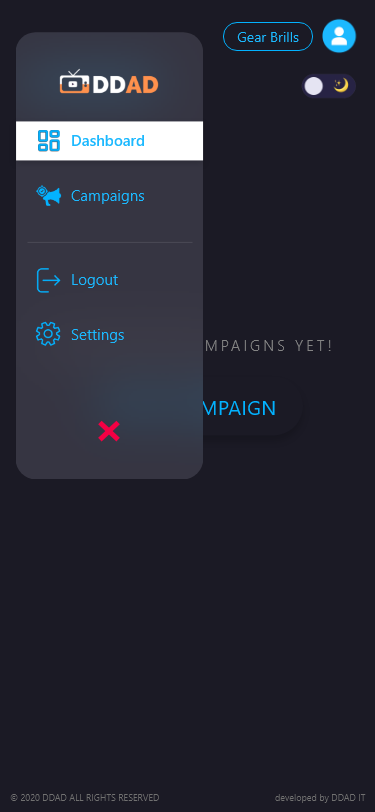 Gear Brills
DDAD
Dashboard
Campaigns
Logout
Settings
MPAIGNS YET!
MPAIGN
© 2020 DDAD ALL RIGHTS RESERVED
developed by DDAD IT